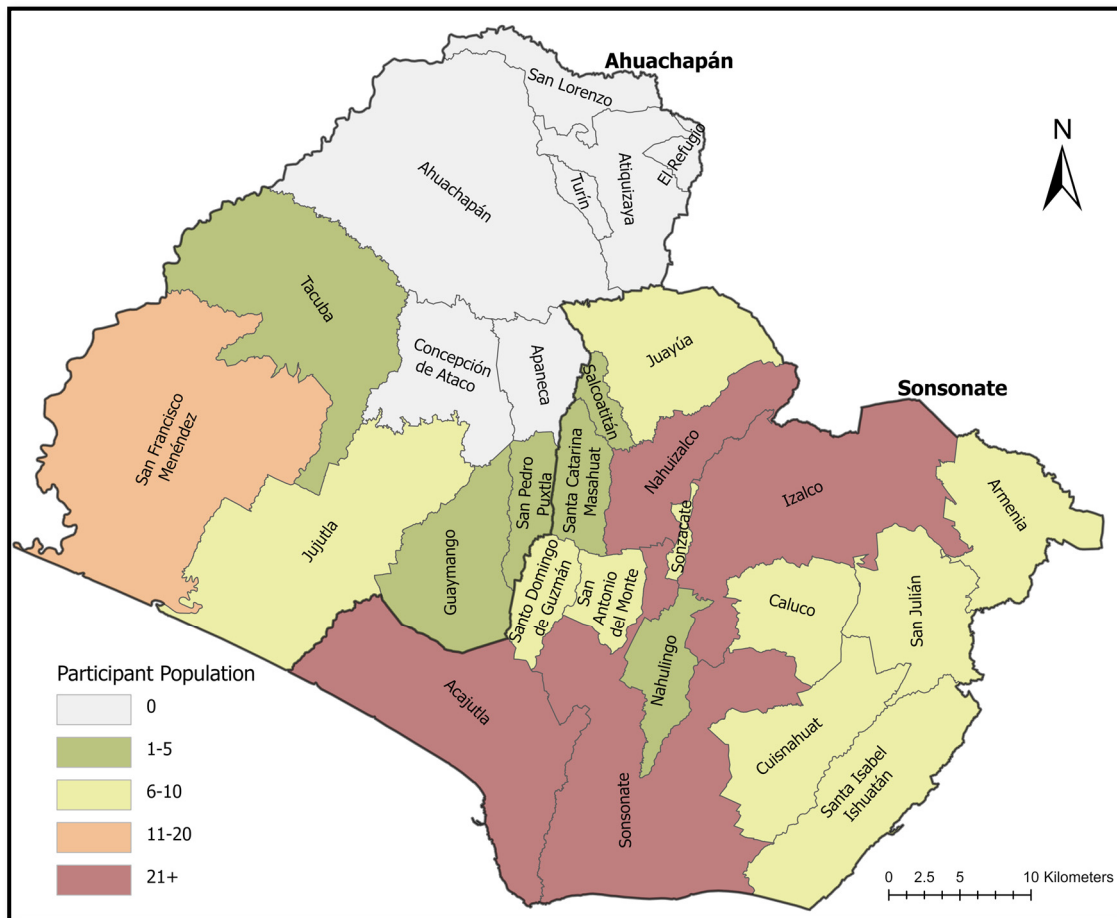 Ahuachapán
San Lorenzo
N
El Refugio
Atiquizaya
Turín
Ahuachapán
Tacuba
Concepción
de Ataco
Apaneca
Juayúa
Salcoatitán
Sonsonate
San Francisco
Menéndez
Nahuizalco
Izalco
Armenia
San Pedro
Puxtla
Santa Catarina
Masahuat
Sonzacate
Jujutla
Guaymango
Santo Domingo
de Guzmán
San
Antonio
del Monte
Caluco
San Julián
Nahulingo
Acajutla
Cuisnahuat
Santa Isabel
Ishuatán
Sonsonate
Participant Population
0
1-5
6-10
11-20
21+
0 2.5 5 10 Kilometers